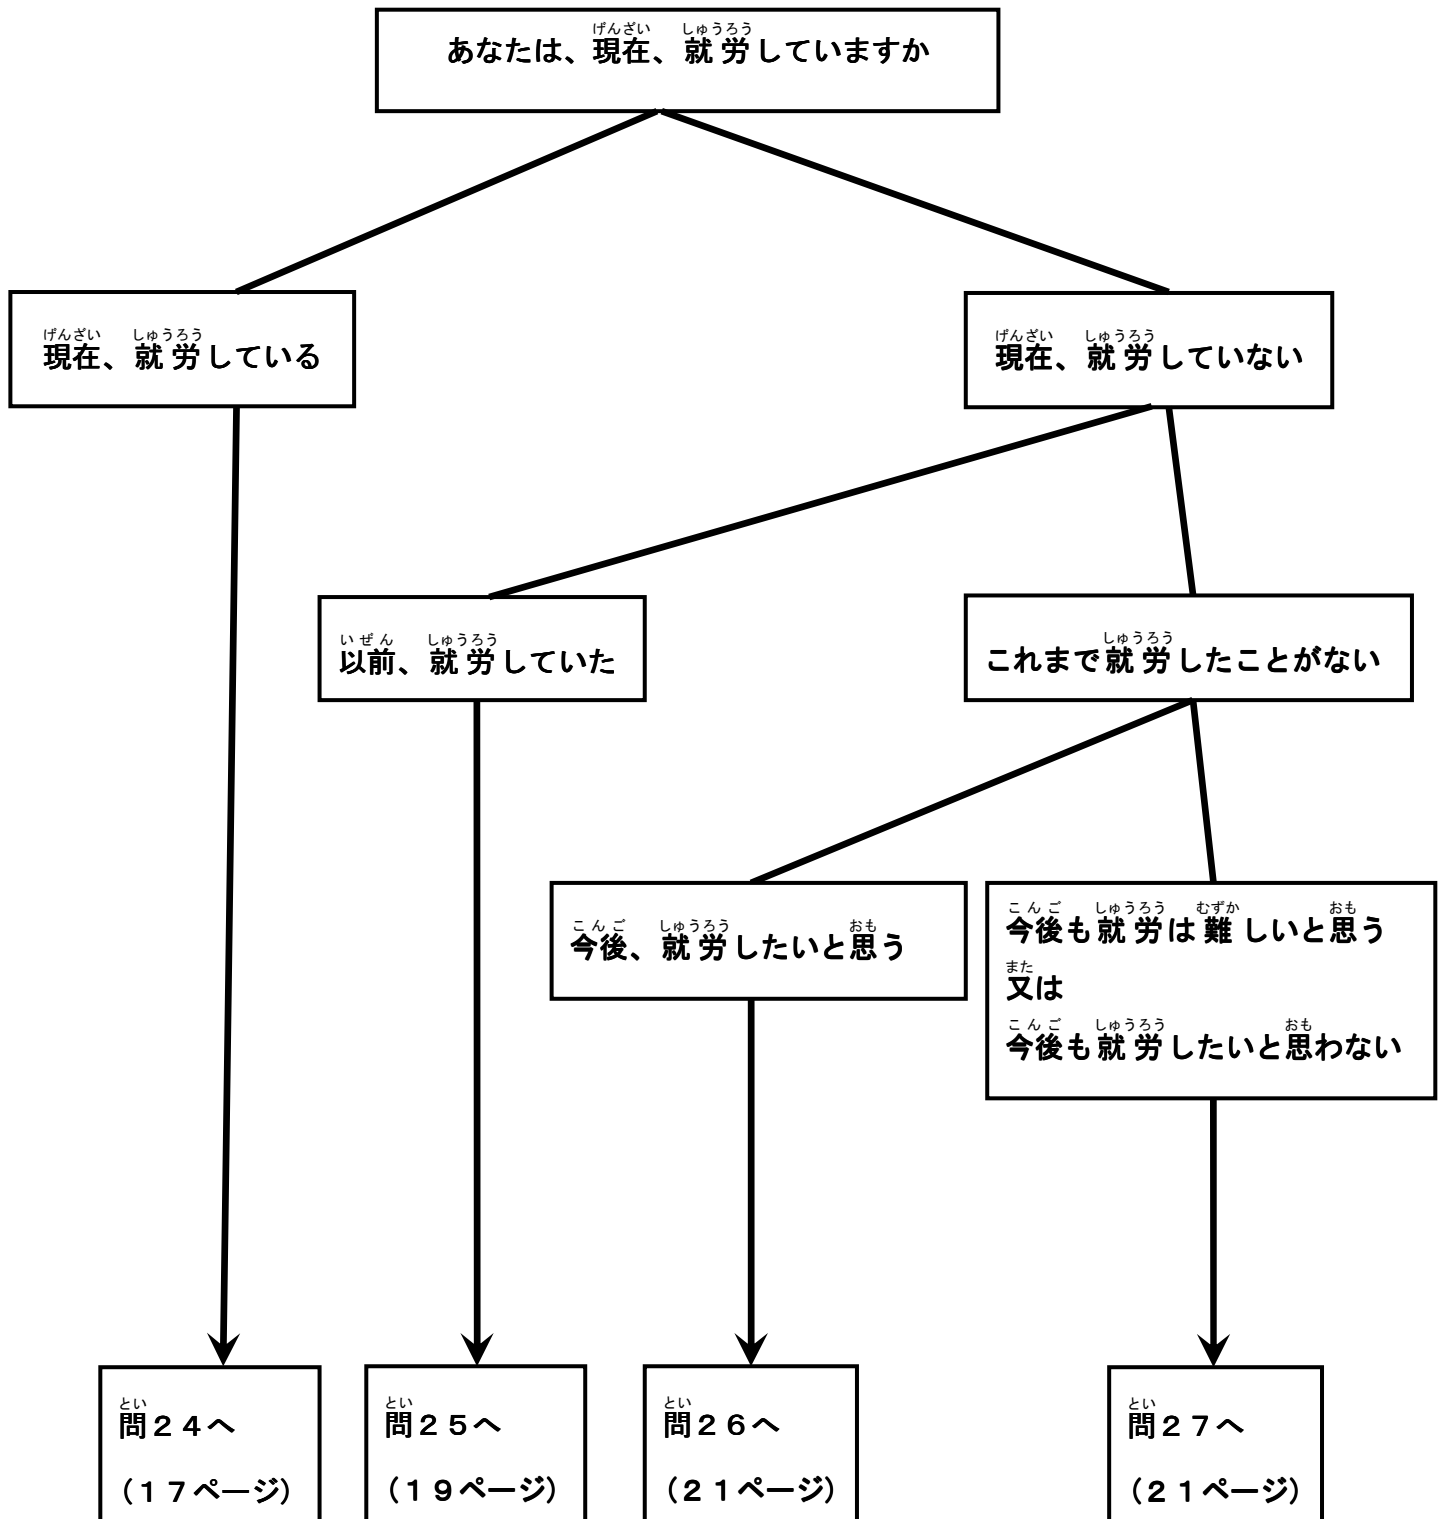 あなたは、現在、就労していますか
現在、就労している
現在、就労していない
以前、就労していた
これまで就労したことがない
今後、就労したいと思う
今後も就労は難しいと思う
又は
今後も就労したいと思わない
問24へ
(17ページ)
問25へ
(19ページ)
問26へ
(21ページ)
問27へ
(21ページ)